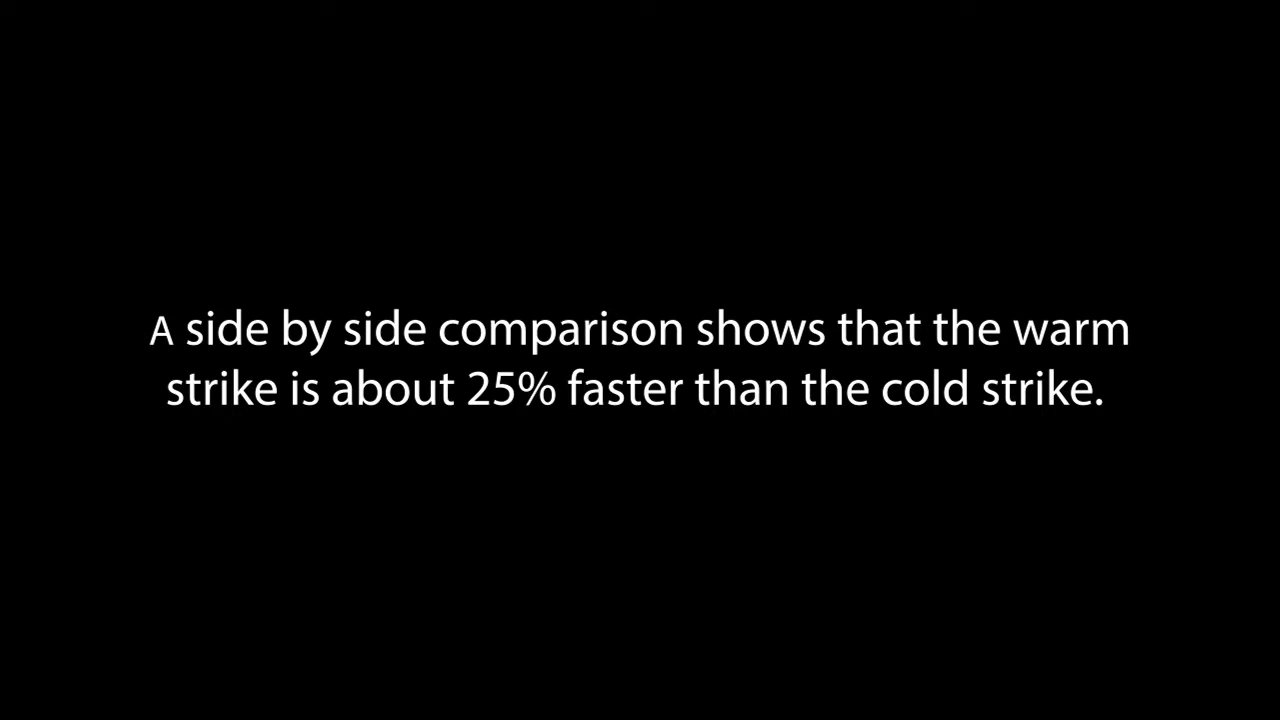 A side by side comparison shows that the warm
strike is about 25% faster than the cold strike.